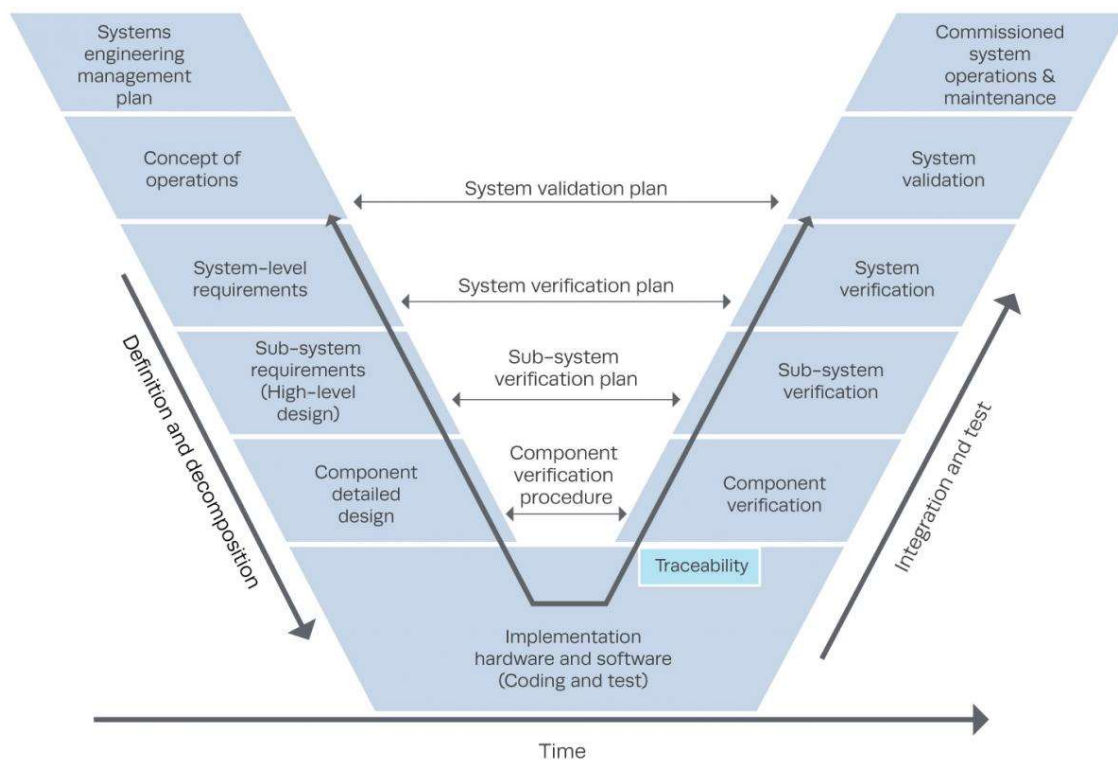 Systems
engineering
management
plan
Commissioned
system
operations &
maintenance
Concept of
operations
System validation plan
System
validation
System-level
requirements
System verification plan
System
verification
Sub-system
requirements
(High-level
design)
Sub-system
verification plan
Sub-system
verification
Component
detailed
design
Component
verification
procedure
Component
verification
Definition and decomposition
Integration and test
Traceability
Implementation
hardware and software
(Coding and test)
Time